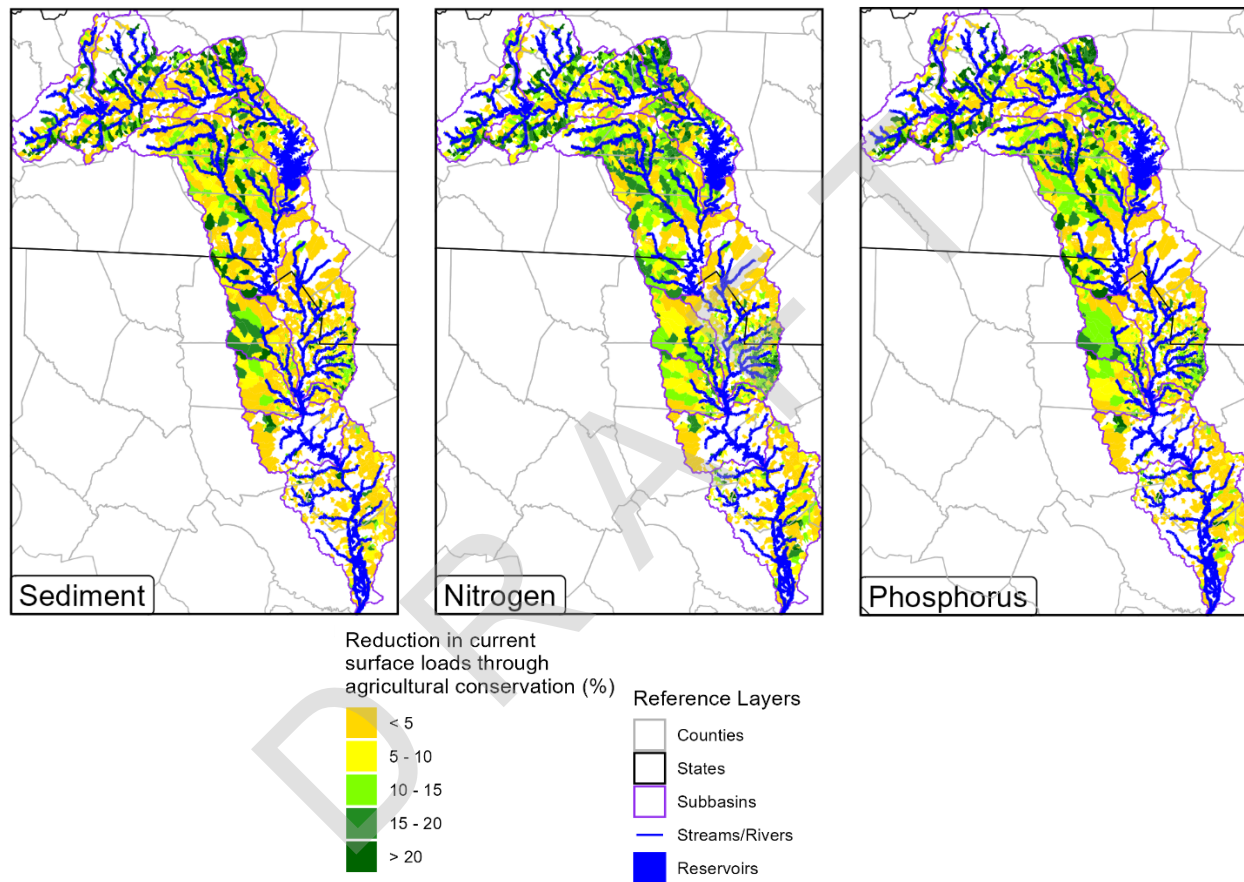 Sediment
Nitrogen
Phosphorus
Reduction in current
surface loads through
agricultural conservation (%)
< 5
5 - 10
10 - 15
15 - 20
> 20
Reference Layers
Counties
States
Subbasins
Streams/Rivers
Reservoirs
DRAFT